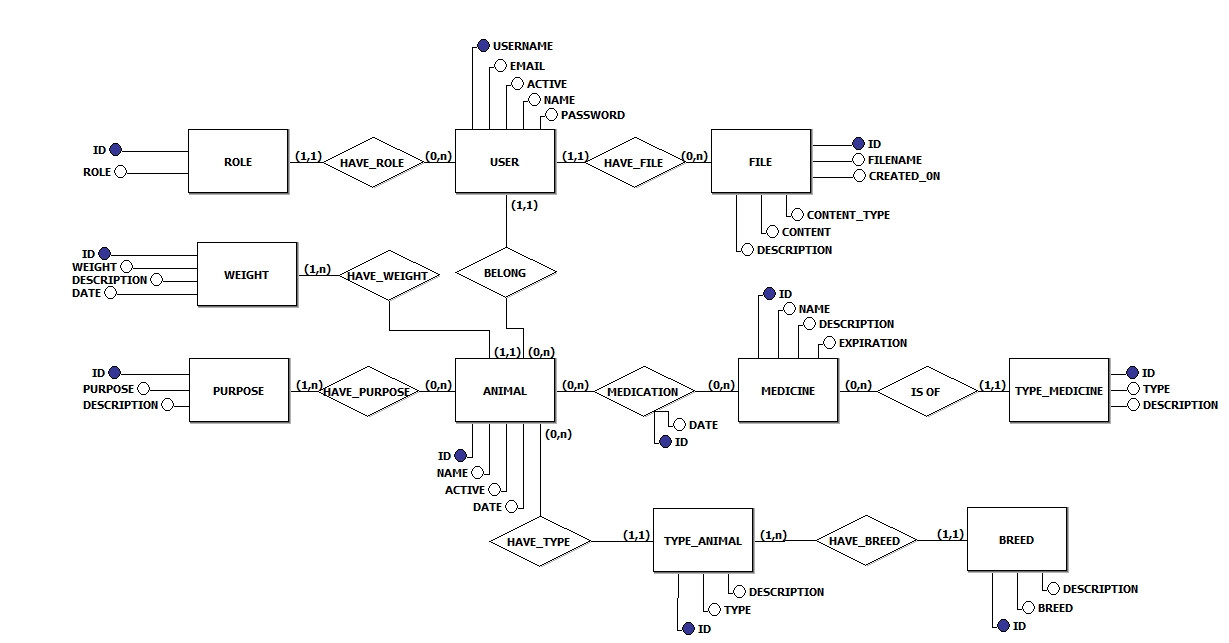 USERNAME
EMAIL
ACTIVE
NAME
PASSWORD
ID
ROLE
ROLE
(1,1)
HAVE_ROLE
(0,n)
USER
(1,1)
HAVE_FILE
(0,n)
FILE
ID
FILENAME
CREATED_0N
CONTENT_TYPE
CONTENT
DESCRIPTION
(1,1)
ID
WEIGHT
DESCRIPTION
DATE
WEIGHT
(1,n)
HAVE_WEIGHT
BELONG
(1,1)
(0,n)
ID
NAME
DESCRIPTION
EXPIRATION
ID
PURPOSE
DESCRIPTION
PURPOSE
(1,n)
HAVE_PURPOSE
(0,n)
ANIMAL
(0,n)
MEDICATION
(0,n)
MEDICINE
(0,n)
IS OF
(1,1)
TYPE_MEDICINE
ID
TYPE
DESCRIPTION
DATE
ID
(0,n)
ID
NAME
ACTIVE
DATE
HAVE_TYPE
(1,1)
TYPE_ANIMAL
(1,n)
HAVE_BREED
(1,1)
BREED
DESCRIPTION
TYPE
ID
DESCRIPTION
BREED
ID